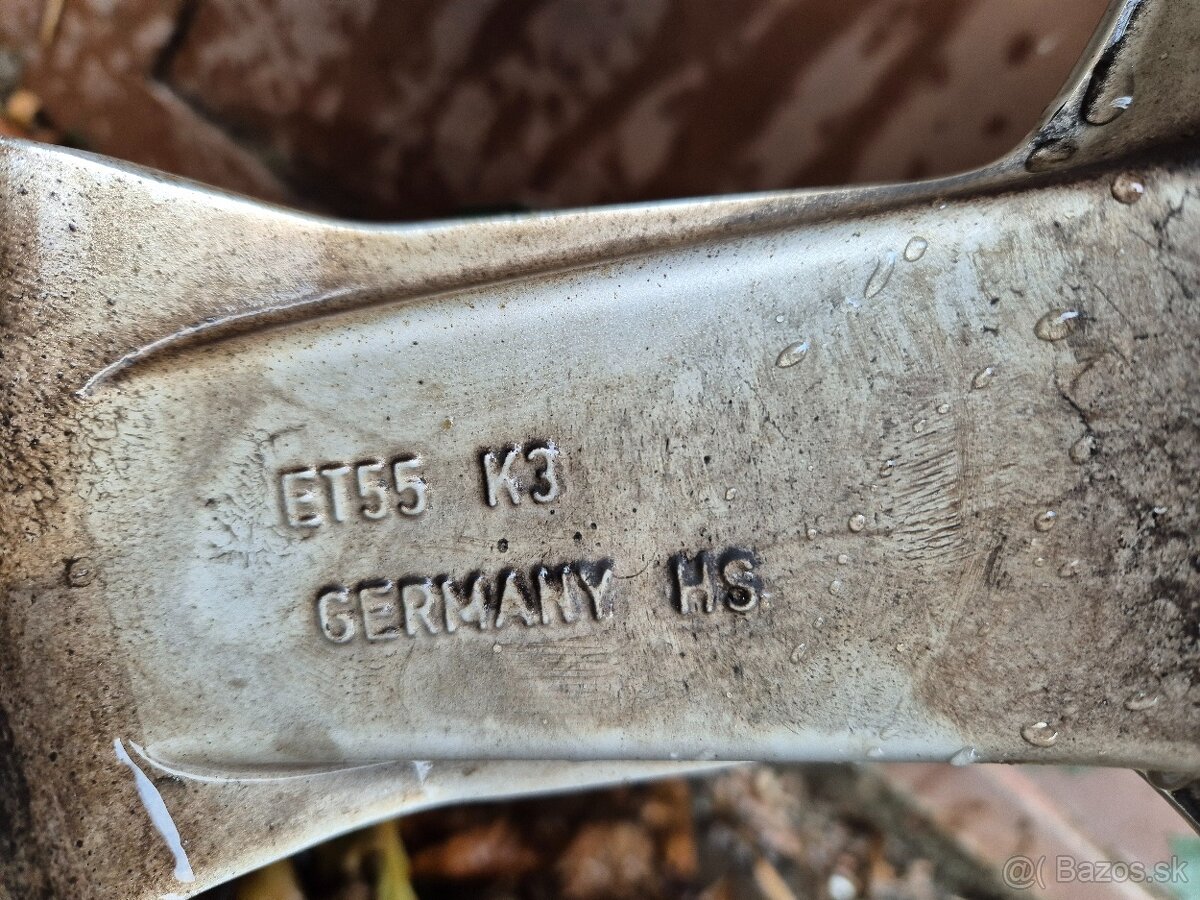 ET55 K3
GERMANY HS
@( Bazos.sk